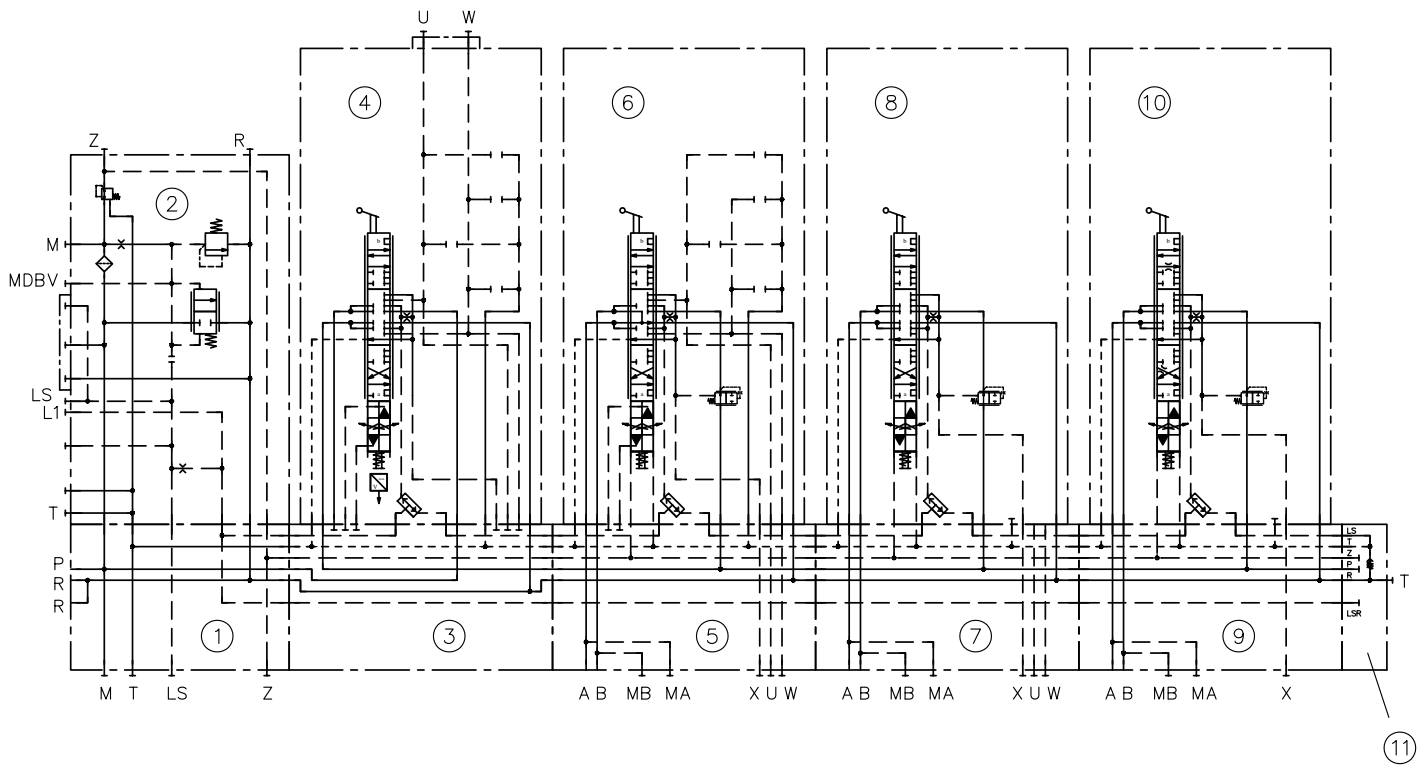 U W
4 6 8 10
Z R
2
M
MDBV
LS
L1
T
P
R
R
LS
T
Z
P
R
T
LSR
1 3 5 7 9
M T LS Z A B MB MA X U W A B MB MA X U W A B MB MA X
11